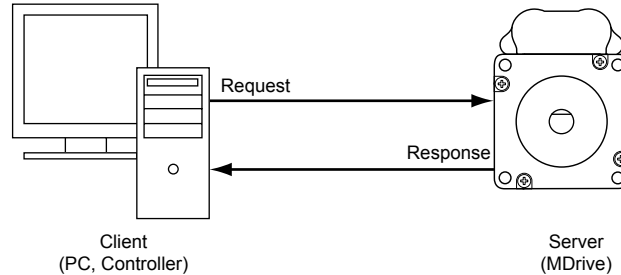 Request
Response
Client
(PC, Controller)
Server
(MDrive)